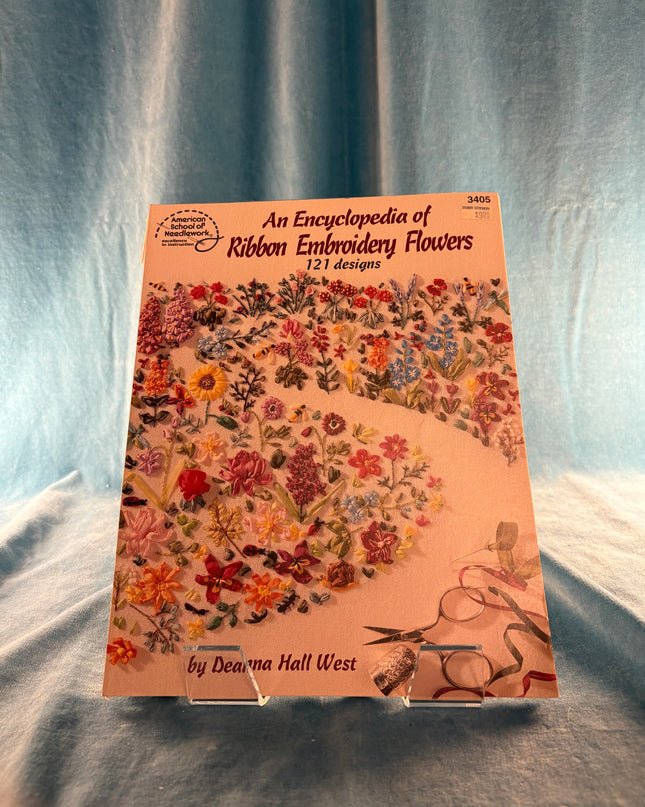 American
School of
Needlework®
excellence
in instruction
3405
An Encyclopedia of
Ribbon Embroidery Flowers
121 designs
by Deanna Hall West